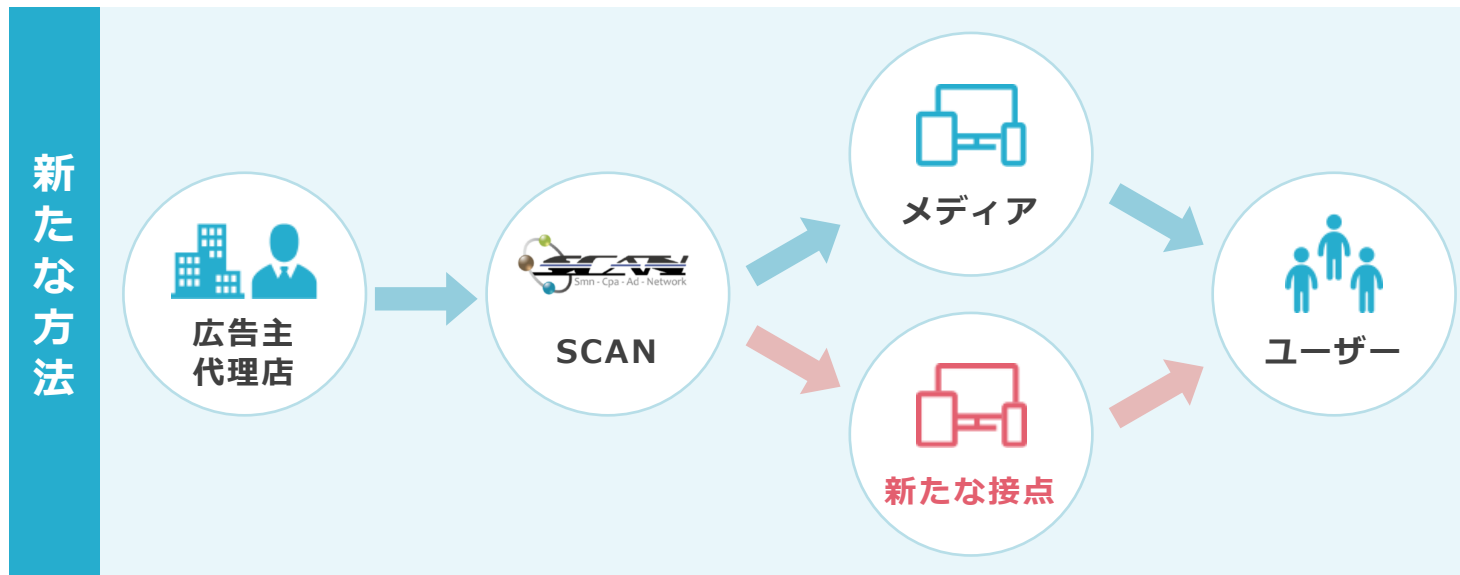 新たな方法
広告主
代理店
SCAN
Smn - Cpa - Ad - Network
SCAN
メディア
新たな接点
ユーザー